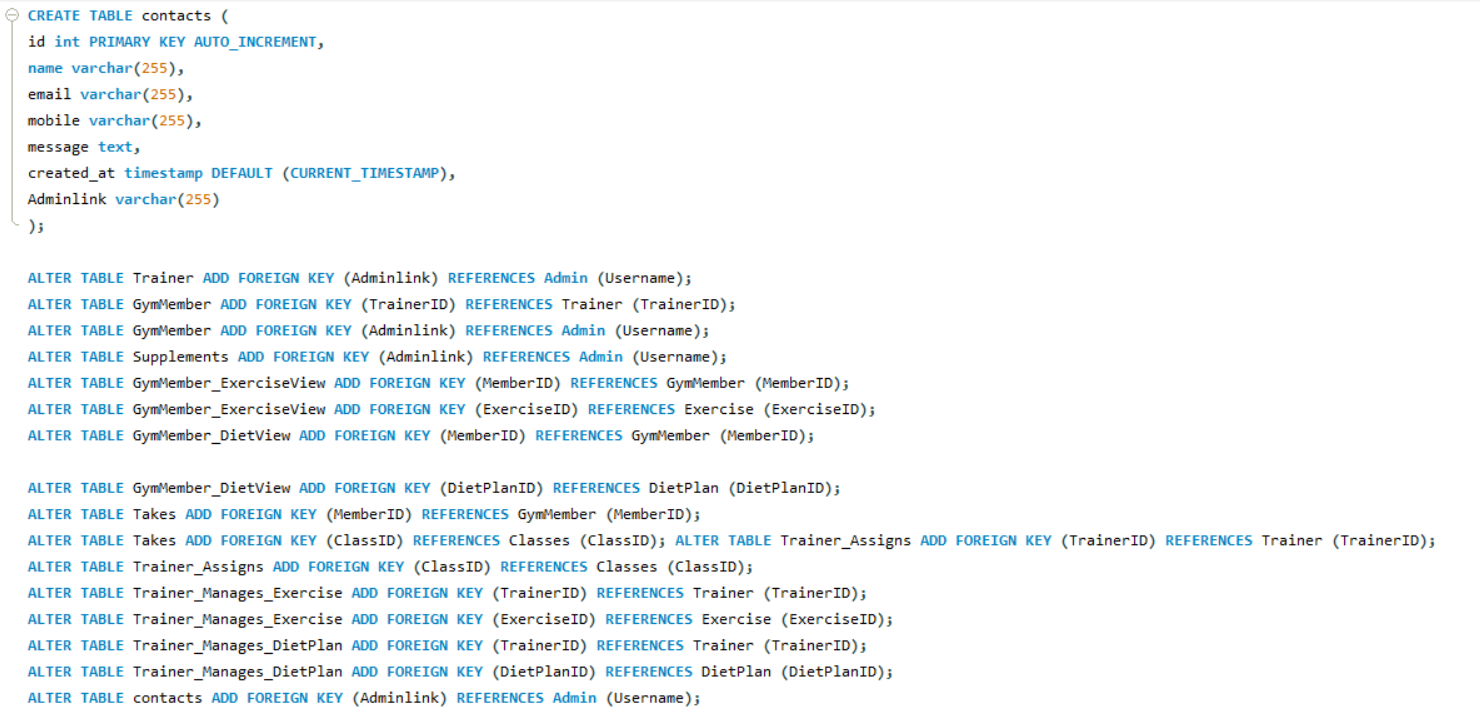 CREATE TABLE contacts (
id int PRIMARY KEY AUTO_INCREMENT,
name varchar(255),
email varchar(255),
mobile varchar(255),
message text,
created_at timestamp DEFAULT (CURRENT_TIMESTAMP),
Adminlink varchar(255)
);
ALTER TABLE Trainer ADD FOREIGN KEY (Adminlink) REFERENCES Admin (Username);
ALTER TABLE GymMember ADD FOREIGN KEY (TrainerID) REFERENCES Trainer (TrainerID);
ALTER TABLE GymMember ADD FOREIGN KEY (Adminlink) REFERENCES Admin (Username);
ALTER TABLE Supplements ADD FOREIGN KEY (Adminlink) REFERENCES Admin (Username);
ALTER TABLE GymMember_ExerciseView ADD FOREIGN KEY (MemberID) REFERENCES GymMember (MemberID);
ALTER TABLE GymMember_ExerciseView ADD FOREIGN KEY (ExerciseID) REFERENCES Exercise (ExerciseID);
ALTER TABLE GymMember_DietView ADD FOREIGN KEY (MemberID) REFERENCES GymMember (MemberID);
ALTER TABLE GymMember_DietView ADD FOREIGN KEY (DietPlanID) REFERENCES DietPlan (DietPlanID);
ALTER TABLE Takes ADD FOREIGN KEY (MemberID) REFERENCES GymMember (MemberID);
ALTER TABLE Takes ADD FOREIGN KEY (ClassID) REFERENCES Classes (ClassID); ALTER TABLE Trainer_Assigns ADD FOREIGN KEY (TrainerID) REFERENCES Trainer (TrainerID);
ALTER TABLE Trainer_Assigns ADD FOREIGN KEY (ClassID) REFERENCES Classes (ClassID);
ALTER TABLE Trainer_Manages_Exercise ADD FOREIGN KEY (TrainerID) REFERENCES Trainer (TrainerID);
ALTER TABLE Trainer_Manages_Exercise ADD FOREIGN KEY (ExerciseID) REFERENCES Exercise (ExerciseID);
ALTER TABLE Trainer_Manages_DietPlan ADD FOREIGN KEY (TrainerID) REFERENCES Trainer (TrainerID);
ALTER TABLE Trainer_Manages_DietPlan ADD FOREIGN KEY (DietPlanID) REFERENCES DietPlan (DietPlanID);
ALTER TABLE contacts ADD FOREIGN KEY (Adminlink) REFERENCES Admin (Username);